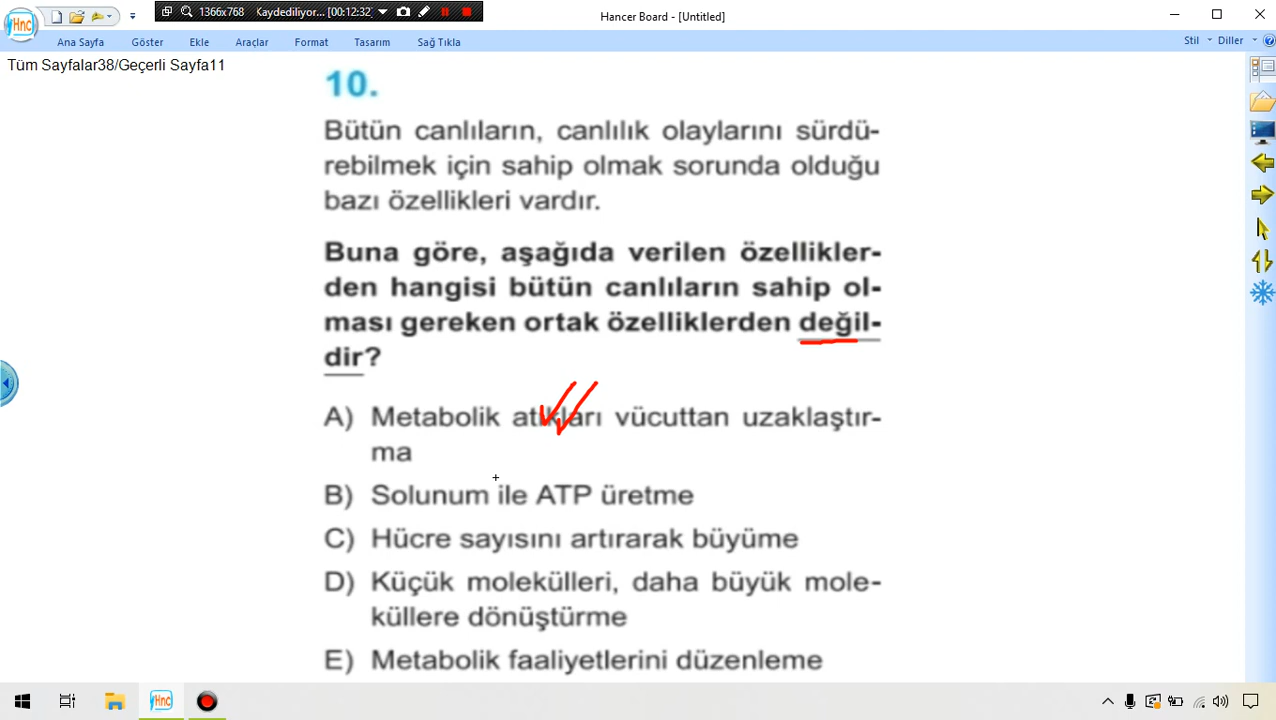 1366x768 Kaydediliyor... [00:12:32]
Hancer Board - [Untitled]
Hnc
Ana Sayfa Göster Ekle Araçlar Format Tasarım Sağ Tıkla Stil Diller
Tüm Sayfalar38/Geçerli Sayfa11
10.
Bütün canlıların, canlılık olaylarını sürdü-
rebilmek için sahip olmak sorunda olduğu
bazı özellikleri vardır.
Buna göre, aşağıda verilen özellikler-
den hangisi bütün canlıların sahip ol-
ması gereken ortak özelliklerden değil-
dir?
A) Metabolik atıkları vücuttan uzaklaştır-
ma
B) Solunum ile ATP üretme
C) Hücre sayısını artırarak büyüme
D) Küçük molekülleri, daha büyük mole-
küllere dönüştürme
E) Metabolik faaliyetlerini düzenleme
Hnc